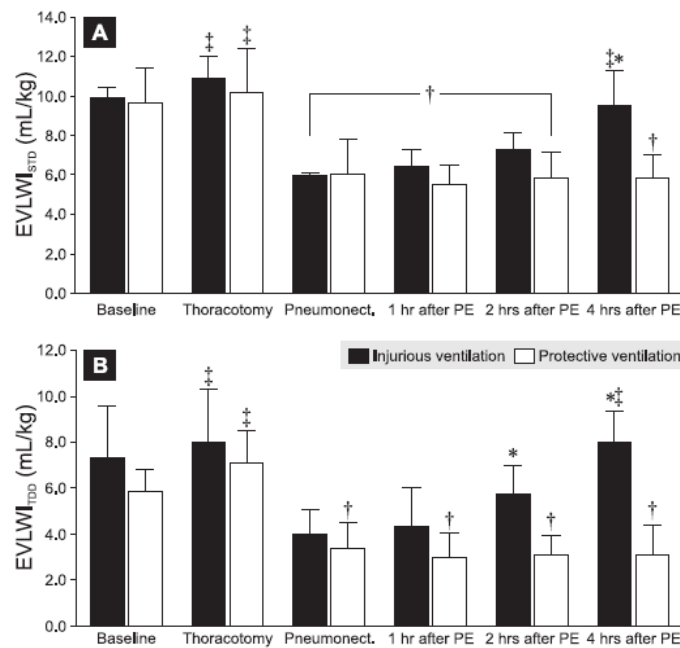 A
EVLWI_STD (mL/kg)
14.0
12.0
10.0
8.0
6.0
4.0
2.0
0.0
‡
‡
†
‡*
†
Baseline
Thoracotomy
Pneumonect.
1 hr after PE
2 hrs after PE
4 hrs after PE
B
Injurious ventilation
Protective ventilation
EVLWI_TDD (mL/kg)
12.0
10.0
8.0
6.0
4.0
2.0
0.0
‡
‡
†
†
*
†
*‡
†
Baseline
Thoracotomy
Pneumonect.
1 hr after PE
2 hrs after PE
4 hrs after PE